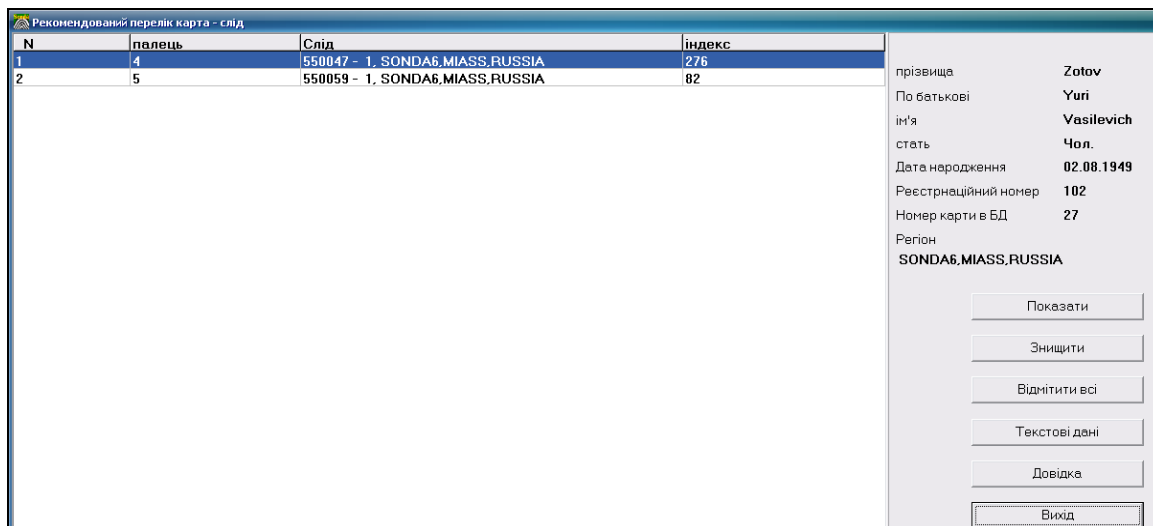 Рекомендований перелік карта - слід
N палець Слід індекс
1 4 550047 - 1, SONDA6,MIASS,RUSSIA 276
2 5 550059 - 1, SONDA6,MIASS,RUSSIA 82
прізвища Zotov
По батькові Yuri
ім'я Vasilevich
стать Чол.
Дата народження 02.08.1949
Реєстрнаційний номер 102
Номер карти в БД 27
Регіон
SONDA6,MIASS,RUSSIA
Показати
Знищити
Відмітити всі
Текстові дані
Довідка
Вихід